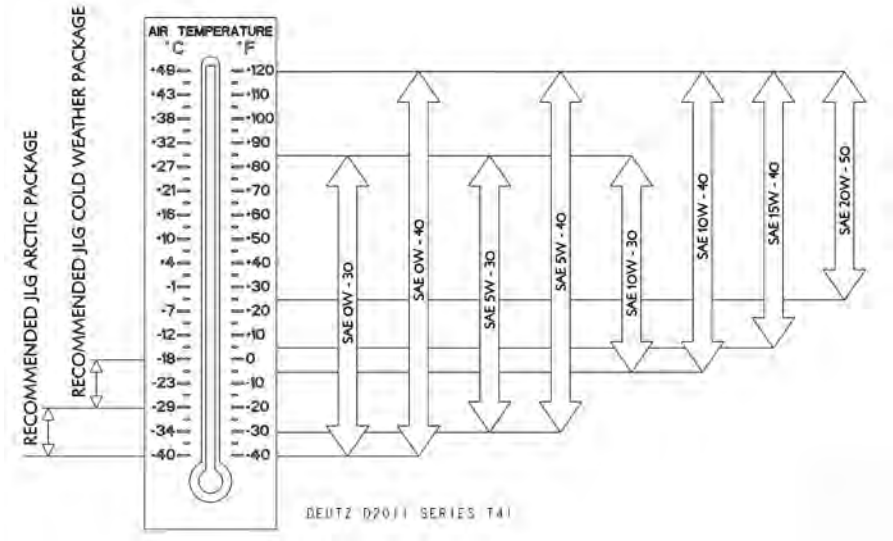 RECOMMENDED JLG ARCTIC PACKAGE
RECOMMENDED JLG COLD WEATHER PACKAGE
AIR TEMPERATURE
°C °F
+48 +120
+43 +110
+38 +100
+32 +90
+27 +80
-21 +70
+16 +60
+10 +50
+4 +40
-1 +30
-7 +20
-12 +10
-18 0
-23 -10
-29 -20
-34 -30
-40 -40
SAE 0W - 30
SAE 0W - 40
SAE 5W - 30
SAE 5W - 40
SAE 10W - 30
SAE 10W - 40
SAE 15W - 40
SAE 20W - 50
DEUTZ D2011 SERIES T4I